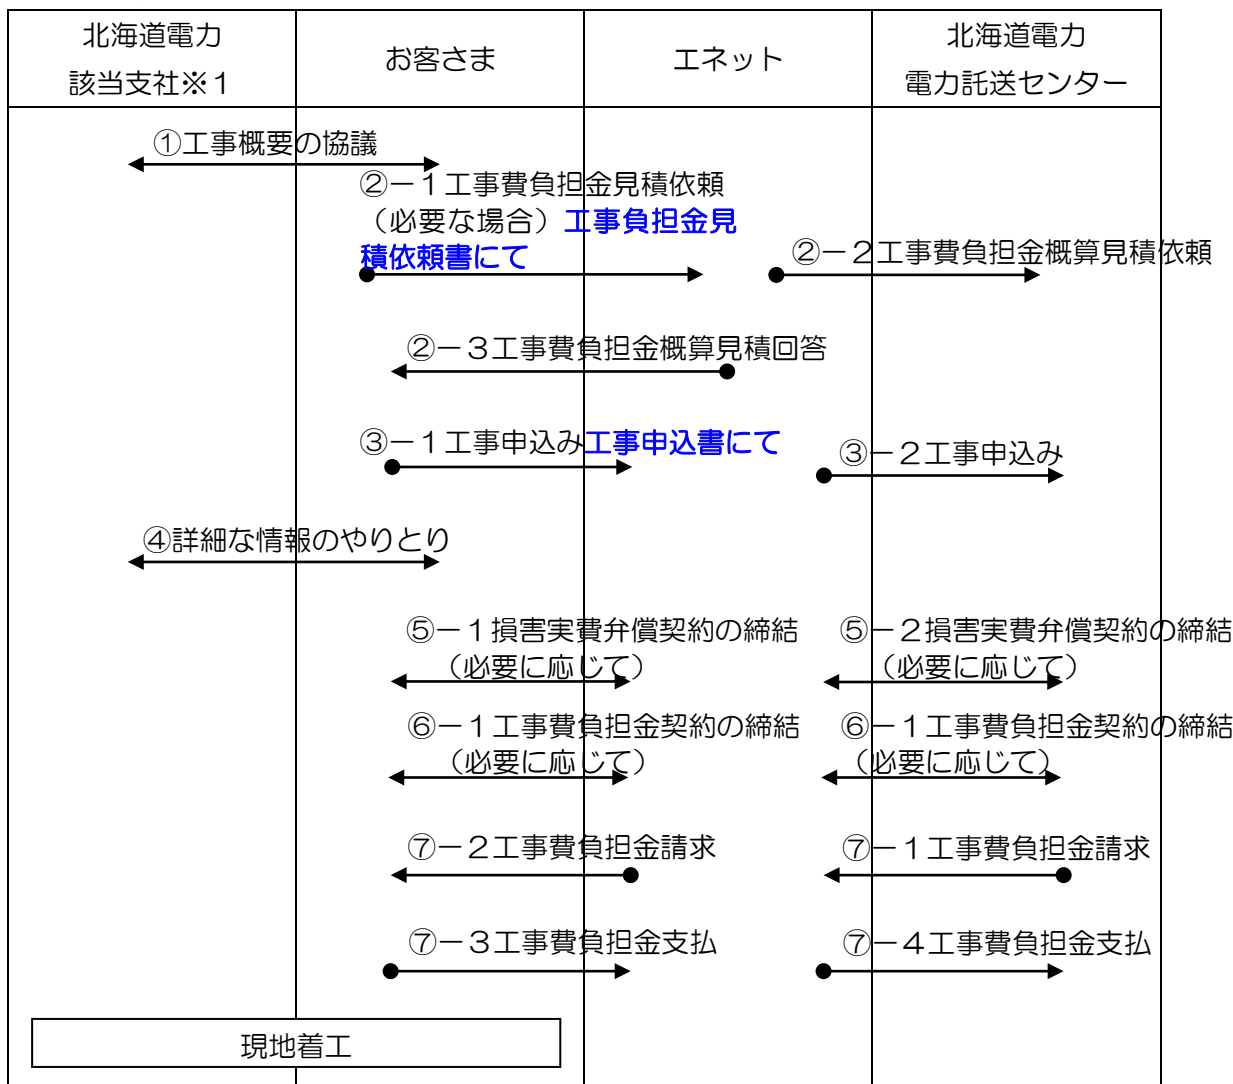 北海道電力
該当支社※１
お客さま
エネット
北海道電力
電力託送センター
①工事概要の協議
②－１工事費負担金見積依頼
（必要な場合）工事負担金見
積依頼書にて
②－２工事費負担金概算見積依頼
②－３工事費負担金概算見積回答
③－１工事申込み工事申込書にて
③－２工事申込み
④詳細な情報のやりとり
⑤－１損害実費弁償契約の締結
（必要に応じて）
⑤－２損害実費弁償契約の締結
（必要に応じて）
⑥－１工事費負担金契約の締結
（必要に応じて）
⑥－１工事費負担金契約の締結
（必要に応じて）
⑦－２工事費負担金請求
⑦－１工事費負担金請求
⑦－３工事費負担金支払
⑦－４工事費負担金支払
現地着工